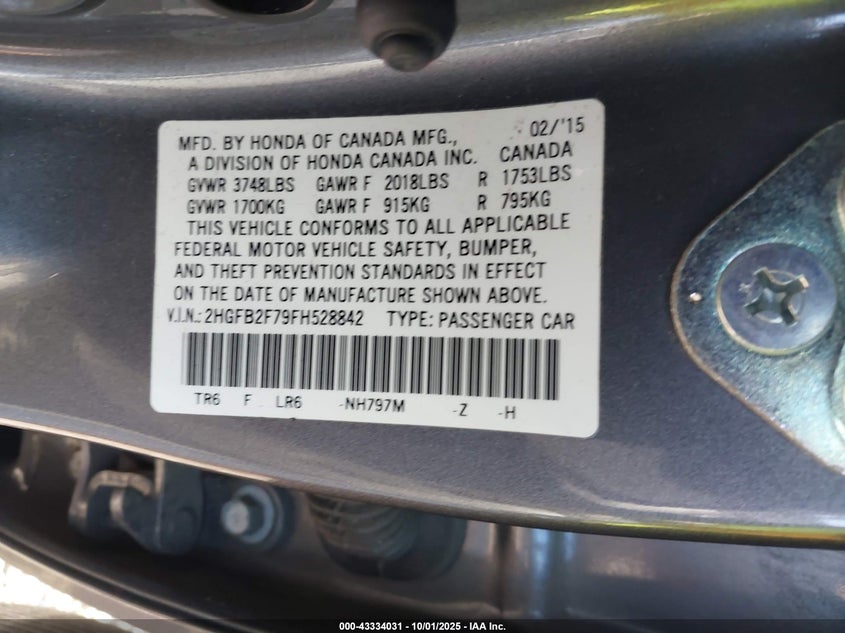 MFD. BY HONDA OF CANADA MFG., 02/'15
A DIVISION OF HONDA CANADA INC. CANADA
GVWR 3748LBS GAWR F 2018LBS R 1753LBS
GVWR 1700KG GAWR F 915KG R 795KG
THIS VEHICLE CONFORMS TO ALL APPLICABLE
FEDERAL MOTOR VEHICLE SAFETY, BUMPER,
AND THEFT PREVENTION STANDARDS IN EFFECT
ON THE DATE OF MANUFACTURE SHOWN ABOVE.
V.I.N.: 2HGFB2F79FH528842 TYPE: PASSENGER CAR
TR6 F LR6 -NH797M -Z -H
000-43334031 - 10/01/2025 - IAA Inc.